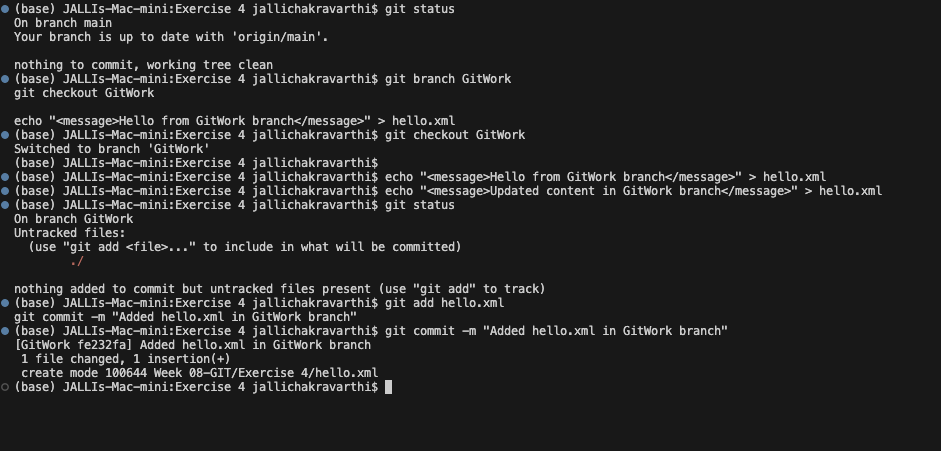 (base) JALLIs-Mac-mini:Exercise 4 jallichakravarthi$ git status
On branch main
Your branch is up to date with 'origin/main'.
nothing to commit, working tree clean
(base) JALLIs-Mac-mini:Exercise 4 jallichakravarthi$ git branch GitWork
git checkout GitWork
echo "<message>Hello from GitWork branch</message>" > hello.xml
(base) JALLIs-Mac-mini:Exercise 4 jallichakravarthi$ git checkout GitWork
Switched to branch 'GitWork'
(base) JALLIs-Mac-mini:Exercise 4 jallichakravarthi$
(base) JALLIs-Mac-mini:Exercise 4 jallichakravarthi$ echo "<message>Hello from GitWork branch</message>" > hello.xml
(base) JALLIs-Mac-mini:Exercise 4 jallichakravarthi$ echo "<message>Updated content in GitWork branch</message>" > hello.xml
(base) JALLIs-Mac-mini:Exercise 4 jallichakravarthi$ git status
On branch GitWork
Untracked files:
  (use "git add <file>..." to include in what will be committed)
        ./
nothing added to commit but untracked files present (use "git add" to track)
(base) JALLIs-Mac-mini:Exercise 4 jallichakravarthi$ git add hello.xml
git commit -m "Added hello.xml in GitWork branch"
(base) JALLIs-Mac-mini:Exercise 4 jallichakravarthi$ git commit -m "Added hello.xml in GitWork branch"
[GitWork fe232fa] Added hello.xml in GitWork branch
 1 file changed, 1 insertion(+)
 create mode 100644 Week 08-GIT/Exercise 4/hello.xml
(base) JALLIs-Mac-mini:Exercise 4 jallichakravarthi$